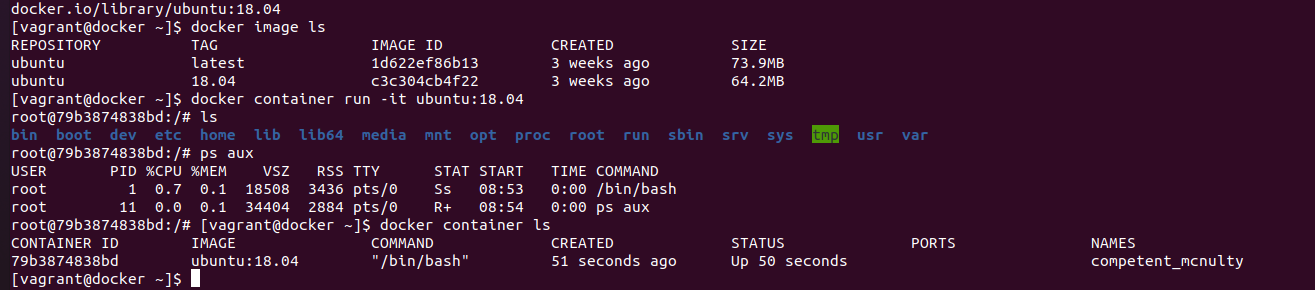 docker.io/library/ubuntu:18.04
[vagrant@docker ~]$ docker image ls
REPOSITORY          TAG                 IMAGE ID            CREATED             SIZE
ubuntu              latest              1d622ef86b13        3 weeks ago         73.9MB
ubuntu              18.04               c3c304cb4f22        3 weeks ago         64.2MB
[vagrant@docker ~]$ docker container run -it ubuntu:18.04
root@79b3874838bd:/# ls
bin  boot  dev  etc  home  lib  lib64  media  mnt  opt  proc  root  run  sbin  srv  sys  tmp  usr  var
root@79b3874838bd:/# ps aux
USER       PID %CPU %MEM    VSZ   RSS TTY      STAT START   TIME COMMAND
root         1  0.7  0.1  18508  3436 pts/0    Ss   08:53   0:00 /bin/bash
root        11  0.0  0.1  34404  2884 pts/0    R+   08:54   0:00 ps aux
root@79b3874838bd:/# [vagrant@docker ~]$ docker container ls
CONTAINER ID        IMAGE               COMMAND             CREATED             STATUS              PORTS               NAMES
79b3874838bd        ubuntu:18.04        "/bin/bash"         51 seconds ago      Up 50 seconds                           competent_mcnulty
[vagrant@docker ~]$